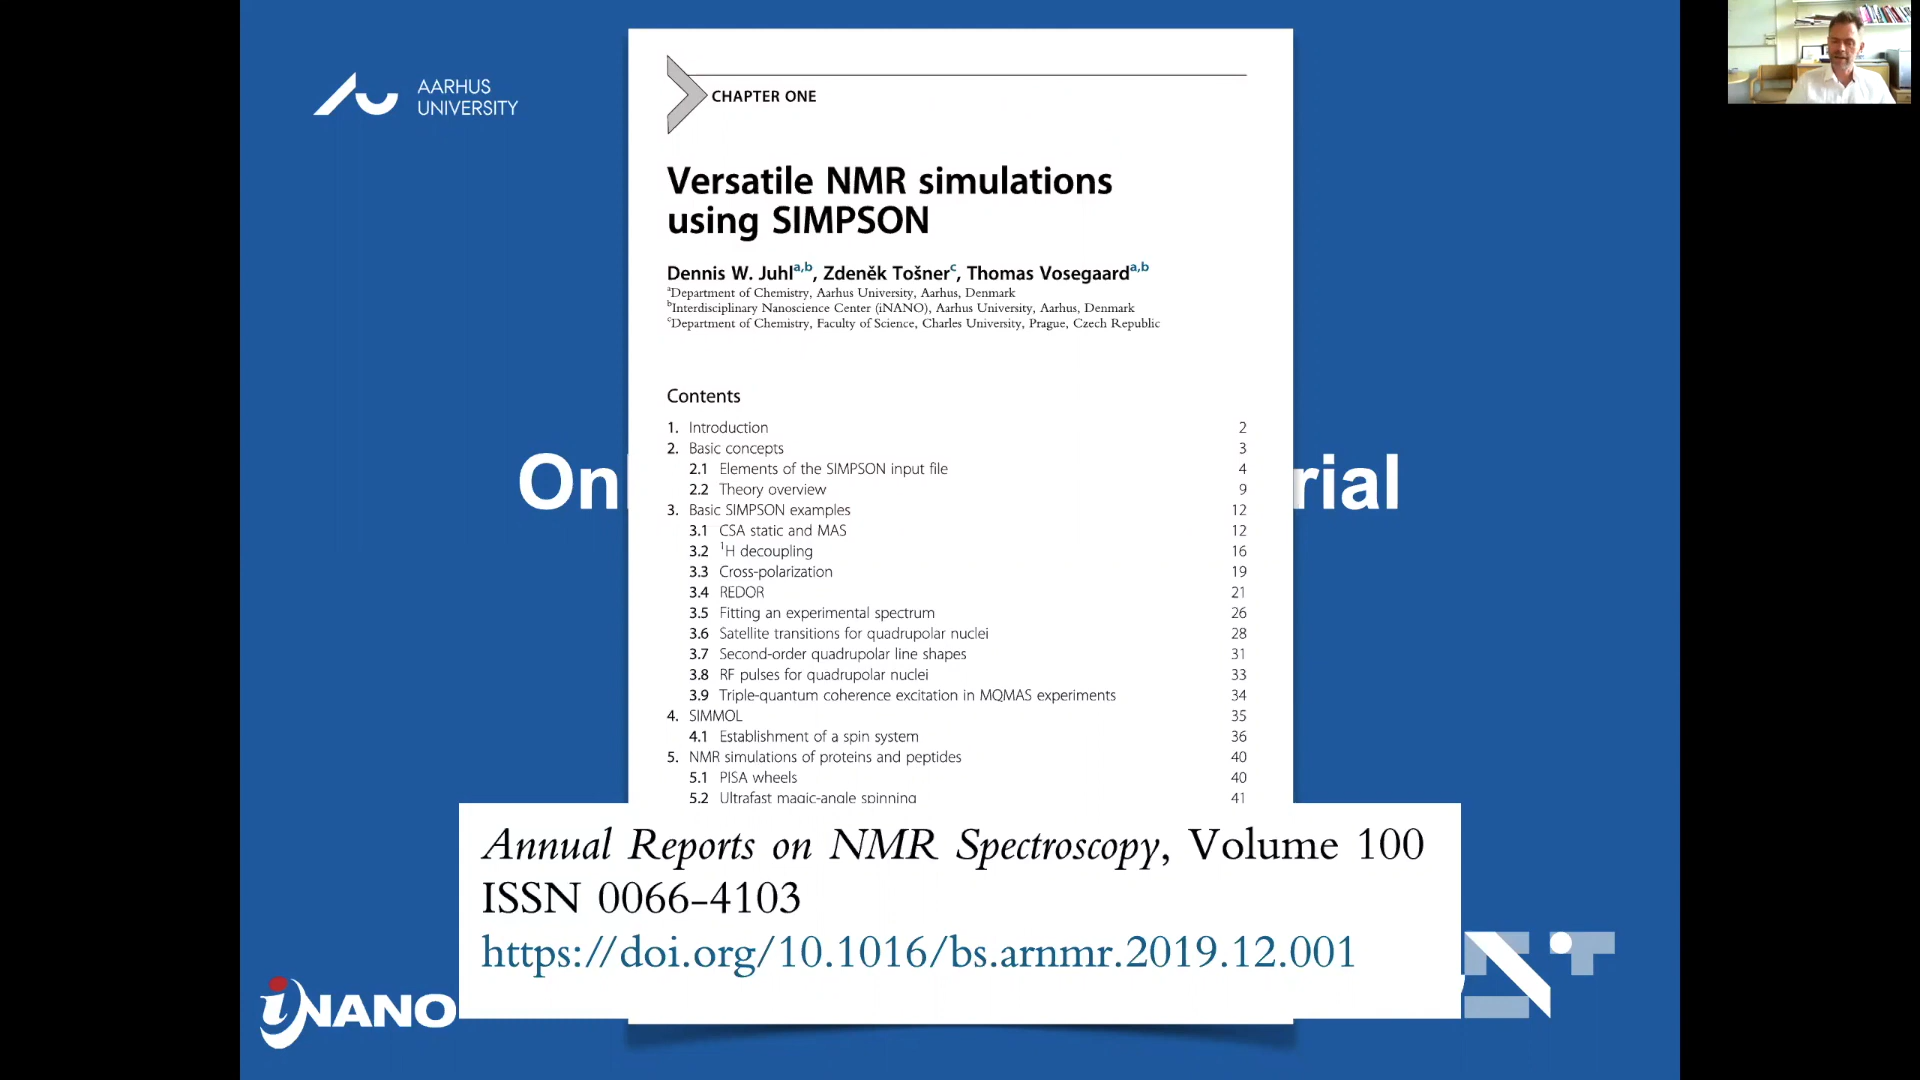 AARHUS
UNIVERSITY
CHAPTER ONE
Versatile NMR simulations
using SIMPSON
Dennis W. Juhla,b, Zdeněk Tošnerc, Thomas Vosegaarda,b
aDepartment of Chemistry, Aarhus University, Aarhus, Denmark
bInterdisciplinary Nanoscience Center (iNANO), Aarhus University, Aarhus, Denmark
cDepartment of Chemistry, Faculty of Science, Charles University, Prague, Czech Republic
Contents
1. Introduction 2
2. Basic concepts 3
2.1 Elements of the SIMPSON input file 4
2.2 Theory overview 9
3. Basic SIMPSON examples 12
3.1 CSA static and MAS 12
3.2 1H decoupling 16
3.3 Cross-polarization 19
3.4 REDOR 21
3.5 Fitting an experimental spectrum 26
3.6 Satellite transitions for quadrupolar nuclei 28
3.7 Second-order quadrupolar line shapes 31
3.8 RF pulses for quadrupolar nuclei 33
3.9 Triple-quantum coherence excitation in MQMAS experiments 34
4. SIMMOL 35
4.1 Establishment of a spin system 36
5. NMR simulations of proteins and peptides 40
5.1 PISA wheels 40
5.2 Ultrafast magic-angle spinning 41
Annual Reports on NMR Spectroscopy, Volume 100
ISSN 0066-4103
https://doi.org/10.1016/bs.arnmr.2019.12.001
iNANO